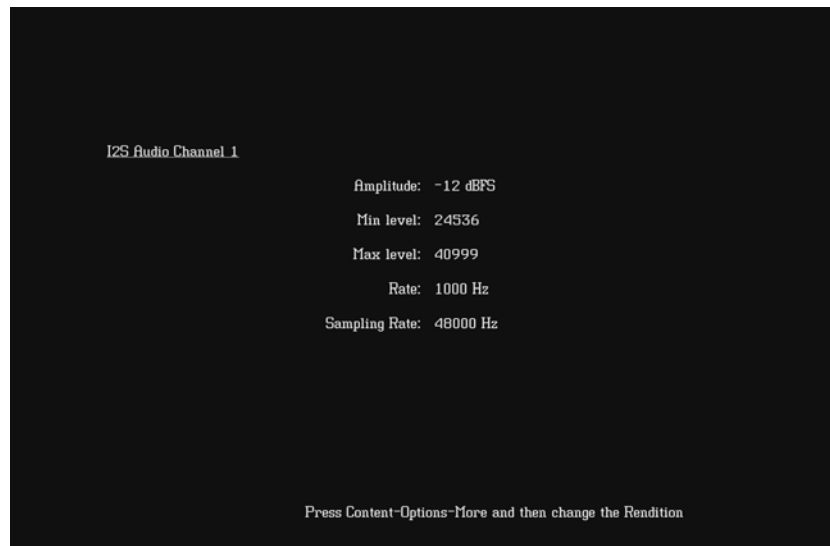 I2S Audio Channel 1
Amplitude: -12 dBFS
Min level: 24536
Max level: 40999
Rate: 1000 Hz
Sampling Rate: 48000 Hz
Press Content-Options-More and then change the Rendition